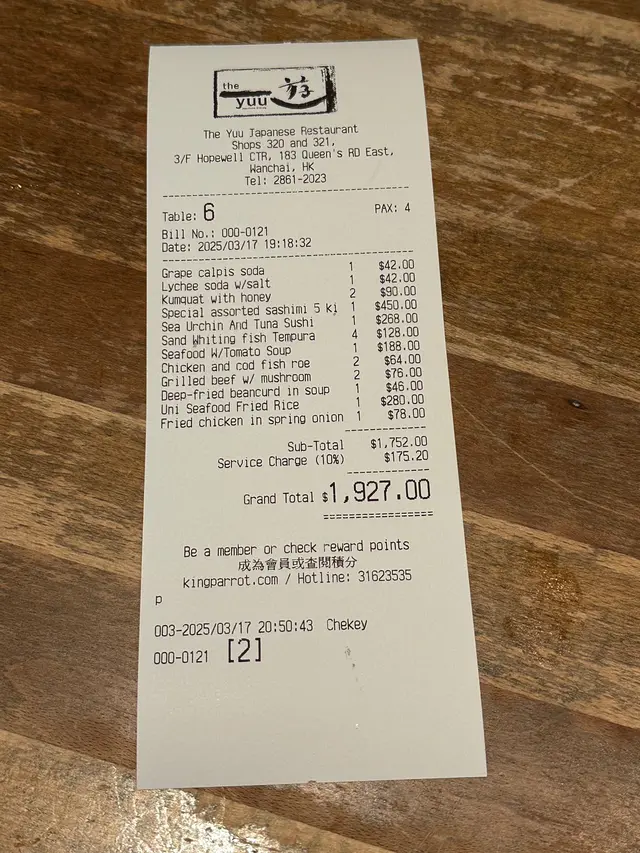 the
yuu 遊
The Yuu Japanese Restaurant
Shops 320 and 321,
3/F Hopewell CTR, 183 Queen's RD East,
Wanchai, HK
Tel: 2861-2023
Table: 6 PAX: 4
Bill No.: 000-0121
Date: 2025/03/17 19:18:32
Grape calpis soda 1 $42.00
Lychee soda w/salt 1 $42.00
Kumquat with honey 2 $90.00
Special assorted sashimi 5 ki 1 $450.00
Sea Urchin And Tuna Sushi 1 $268.00
Sand Whiting fish Tempura 4 $128.00
Seafood W/Tomato Soup 1 $188.00
Chicken and cod fish roe 2 $64.00
Grilled beef w/ mushroom 2 $76.00
Deep-fried beancurd in soup 1 $46.00
Uni Seafood Fried Rice 1 $280.00
Fried chicken in spring onion 1 $78.00
Sub-Total $1,752.00
Service Charge (10%) $175.20
Grand Total $1,927.00
Be a member or check reward points
成為會員或查閱積分
kingparrot.com / Hotline: 31623535
p
003-2025/03/17 20:50:43 Chekey
000-0121 [2]